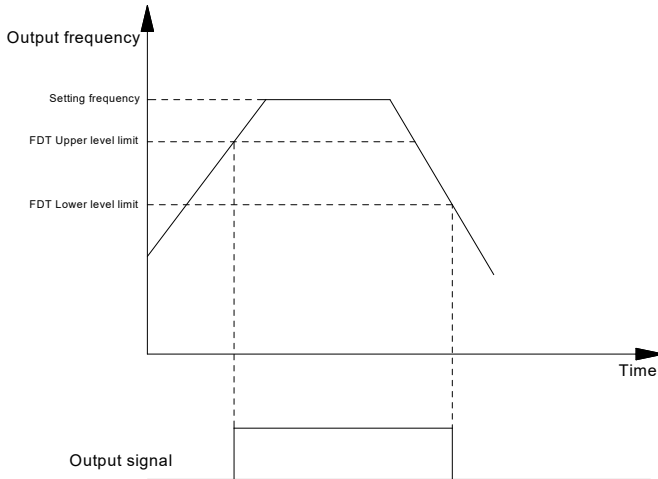 Output frequency
Setting frequency
FDT Upper level limit
FDT Lower level limit
Time
Output signal